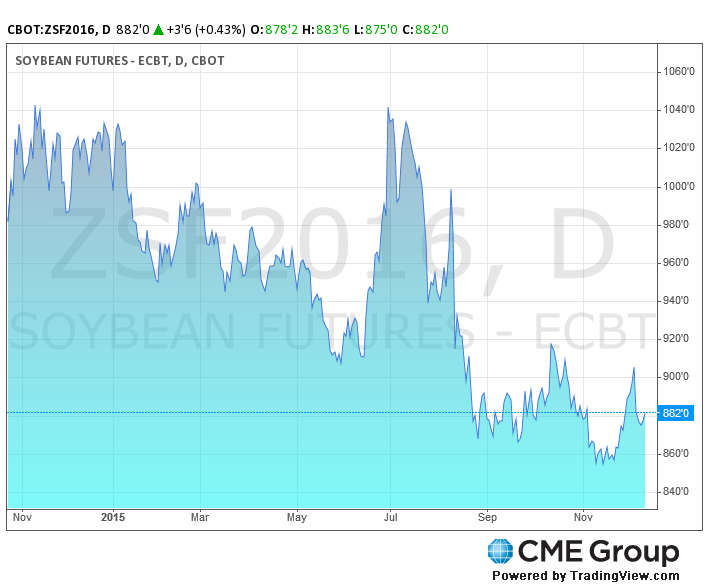 CBOT:ZSF2016, D 882'0 ▲ +3'6 (+0.43%) O:878'2 H:883'6 L:875'0 C:882'0
SOYBEAN FUTURES - ECBT, D, CBOT
ZSF2016, D
SOYBEAN FUTURES - ECBT
1060'0
1040'0
1020'0
1000'0
980'0
960'0
940'0
920'0
900'0
882'0
860'0
840'0
Nov 2015 Mar May Jul Sep Nov
CME Group
Powered by TradingView.com